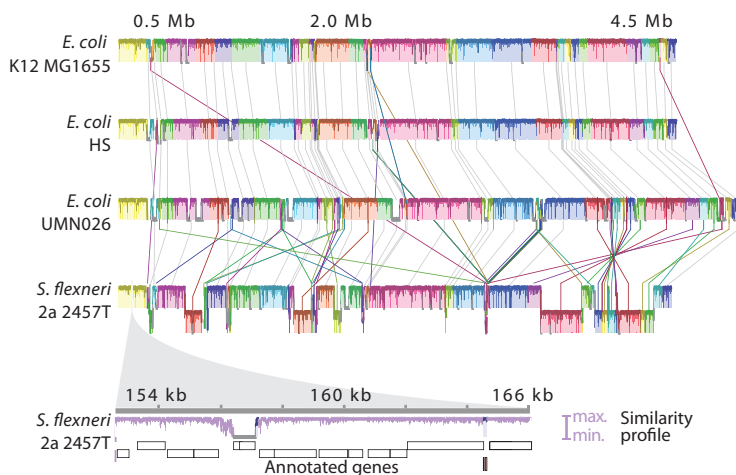 0.5 Mb 2.0 Mb 4.5 Mb
E. coli
K12 MG1655
E. coli
HS
E. coli
UMN026
S. flexneri
2a 2457T
154 kb 160 kb 166 kb
S. flexneri
2a 2457T
max.
min.
Similarity
profile
Annotated genes